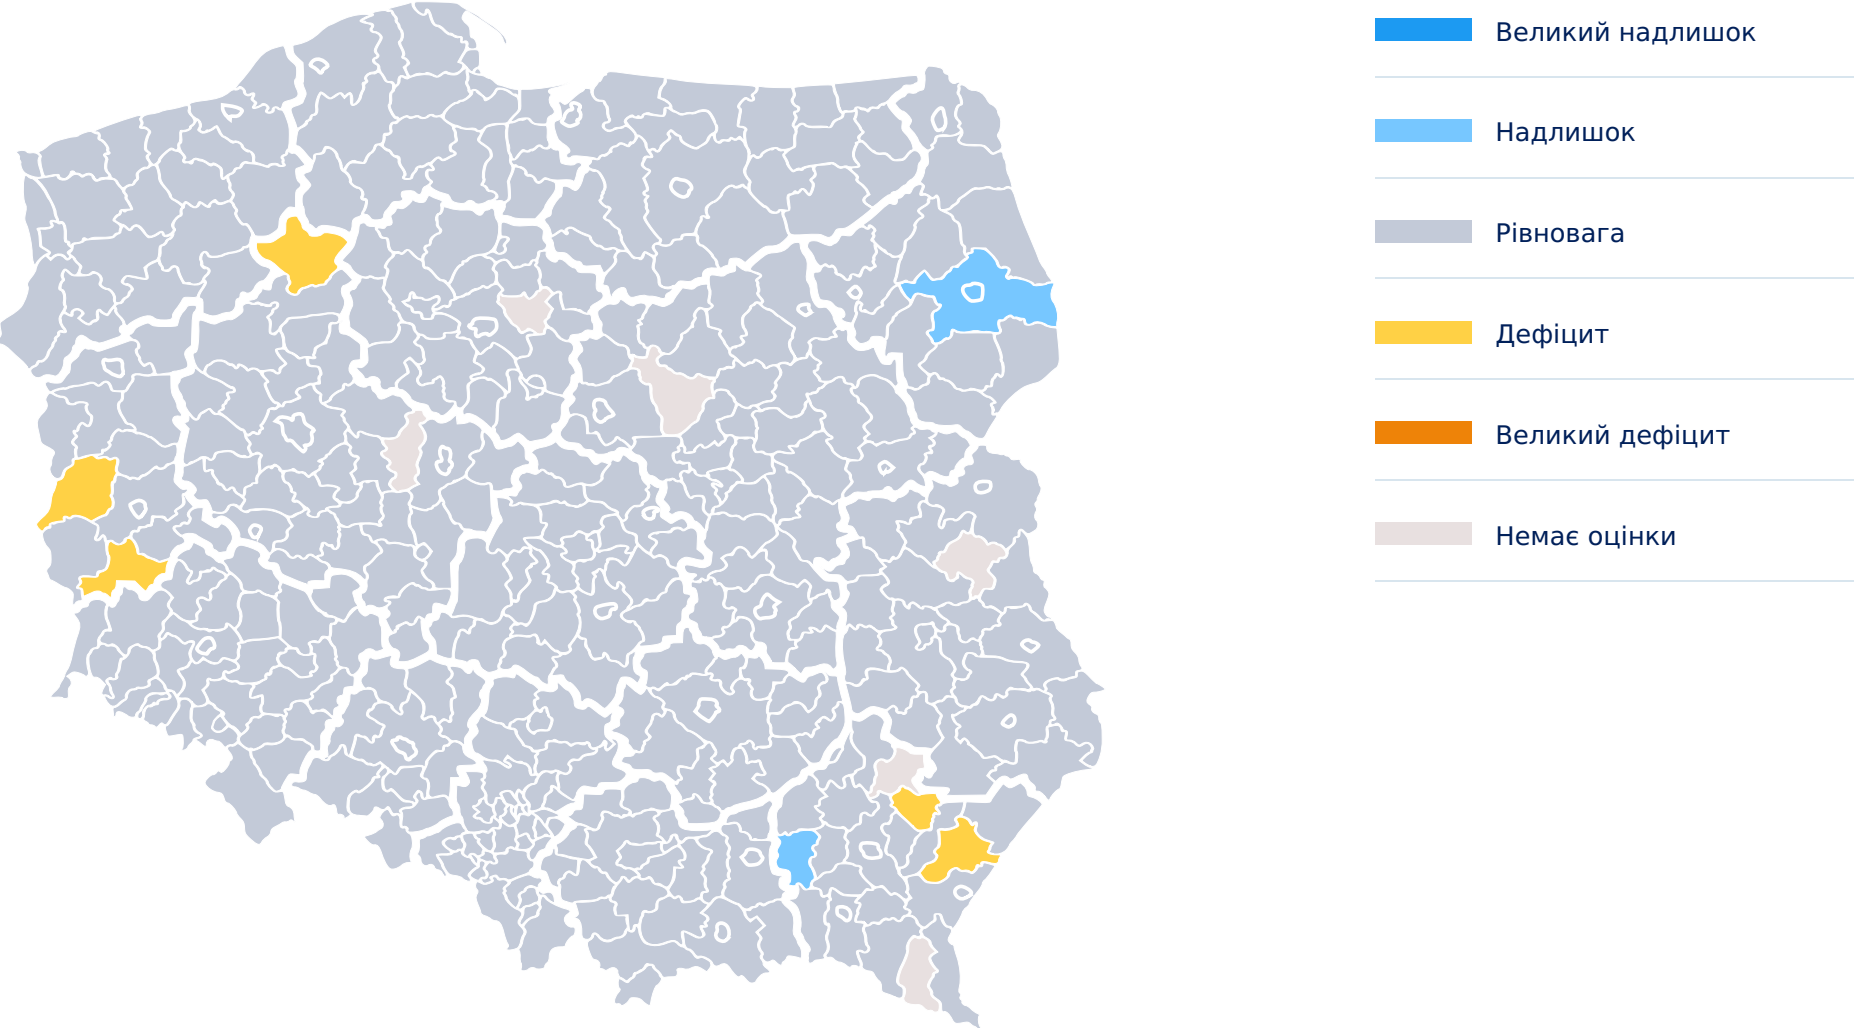 Великий надлишок
Надлишок
Рівновага
Дефіцит
Великий дефіцит
Немає оцінки